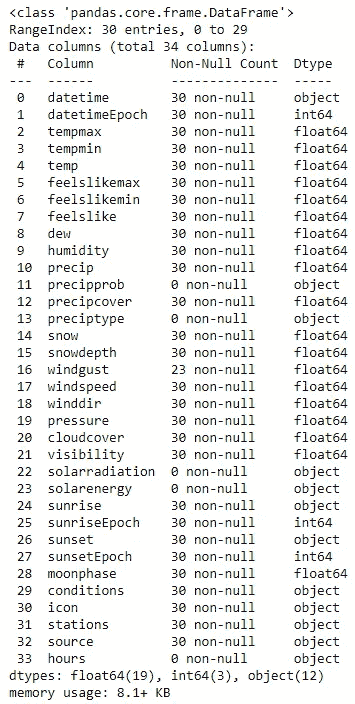 <class 'pandas.core.frame.DataFrame'>
RangeIndex: 30 entries, 0 to 29
Data columns (total 34 columns):
 #   Column          Non-Null Count  Dtype
---  ------          --------------  -----
 0   datetime        30 non-null     object
 1   datetimeEpoch   30 non-null     int64
 2   tempmax         30 non-null     float64
 3   tempmin         30 non-null     float64
 4   temp            30 non-null     float64
 5   feelslikemax    30 non-null     float64
 6   feelslikemin    30 non-null     float64
 7   feelslike       30 non-null     float64
 8   dew             30 non-null     float64
 9   humidity        30 non-null     float64
 10  precip          30 non-null     float64
 11  precipprob      0 non-null      object
 12  precipcover     30 non-null     float64
 13  preciptype      0 non-null      object
 14  snow            30 non-null     float64
 15  snowdepth       30 non-null     float64
 16  windgust        23 non-null     float64
 17  windspeed       30 non-null     float64
 18  winddir         30 non-null     float64
 19  pressure        30 non-null     float64
 20  cloudcover      30 non-null     float64
 21  visibility      30 non-null     float64
 22  solarradiation  0 non-null      object
 23  solarenergy     0 non-null      object
 24  sunrise         30 non-null     object
 25  sunriseEpoch    30 non-null     int64
 26  sunset          30 non-null     object
 27  sunsetEpoch     30 non-null     int64
 28  moonphase       30 non-null     float64
 29  conditions      30 non-null     object
 30  icon            30 non-null     object
 31  stations        30 non-null     object
 32  source          30 non-null     object
 33  hours           0 non-null      object
dtypes: float64(19), int64(3), object(12)
memory usage: 8.1+ KB